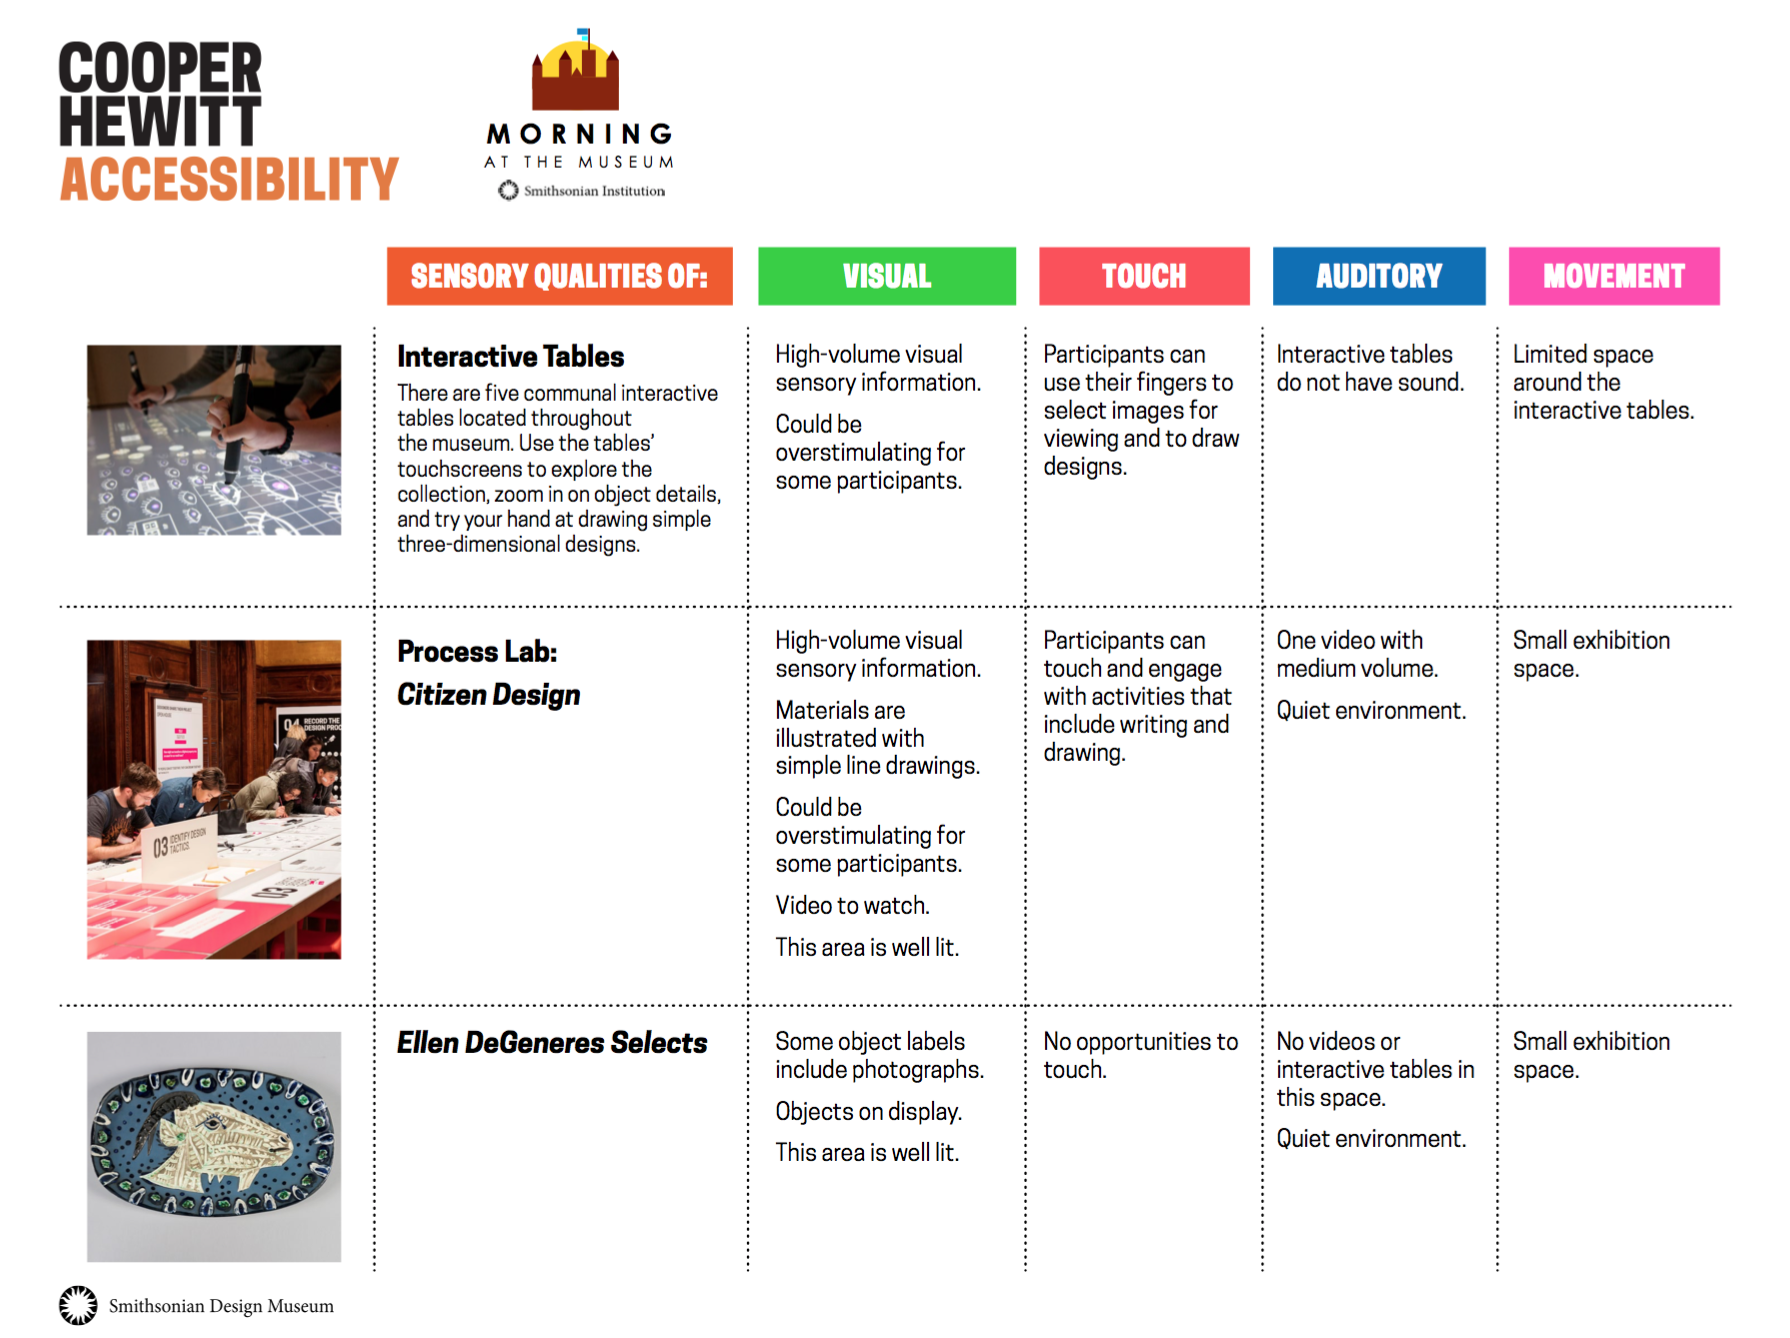 COOPER
HEWITT
ACCESSIBILITY
MORNING
AT THE MUSEUM
Smithsonian Institution
SENSORY QUALITIES OF:
VISUAL
TOUCH
AUDITORY
MOVEMENT
Interactive Tables
There are five communal interactive
tables located throughout
the museum. Use the tables’
touchscreens to explore the
collection, zoom in on object details,
and try your hand at drawing simple
three-dimensional designs.
High-volume visual
sensory information.
Could be
overstimulating for
some participants.
Participants can
use their fingers to
select images for
viewing and to draw
designs.
Interactive tables
do not have sound.
Limited space
around the
interactive tables.
04 RECORD THE
DESIGN PROC
03 IDENTIFY DESIGN
TACTICS
03
Process Lab:
Citizen Design
High-volume visual
sensory information.
Materials are
illustrated with
simple line drawings.
Could be
overstimulating for
some participants.
Video to watch.
This area is well lit.
Participants can
touch and engage
with activities that
include writing and
drawing.
One video with
medium volume.
Quiet environment.
Small exhibition
space.
Ellen DeGeneres Selects
Some object labels
include photographs.
Objects on display.
This area is well lit.
No opportunities to
touch.
No videos or
interactive tables in
this space.
Quiet environment.
Small exhibition
space.
Smithsonian Design Museum